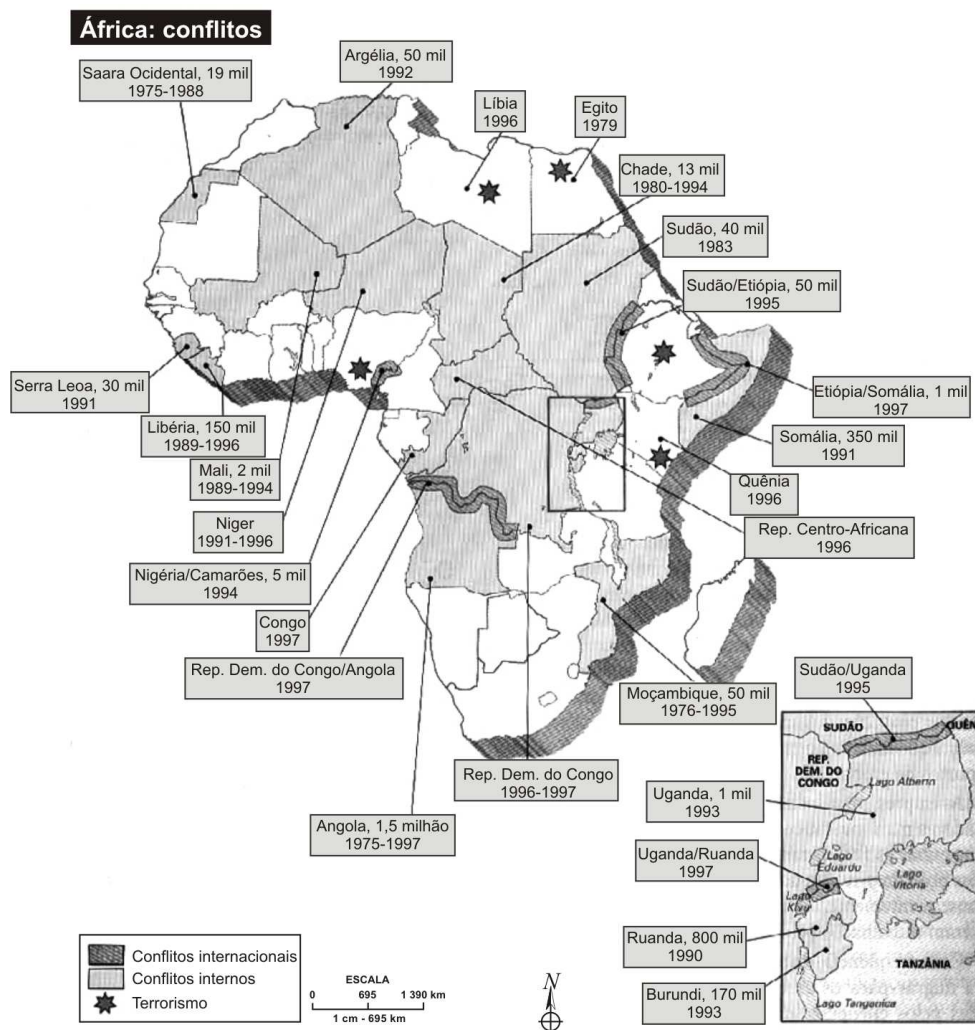 África: conflitos
Saara Ocidental, 19 mil
1975-1988
Argélia, 50 mil
1992
Líbia
1996
Egito
1979
Chade, 13 mil
1980-1994
Sudão, 40 mil
1983
Sudão/Etiópia, 50 mil
1995
Etiópia/Somália, 1 mil
1997
Somália, 350 mil
1991
Quênia
1996
Rep. Centro-Africana
1996
Serra Leoa, 30 mil
1991
Libéria, 150 mil
1989-1996
Mali, 2 mil
1989-1994
Niger
1991-1996
Nigéria/Camarões, 5 mil
1994
Congo
1997
Rep. Dem. do Congo/Angola
1997
Moçambique, 50 mil
1976-1995
Rep. Dem. do Congo
1996-1997
Angola, 1,5 milhão
1975-1997
Sudão/Uganda
1995
SUDÃO
QUÊN
REP.
DEM. DO
CONGO
Lago Alberto
Uganda, 1 mil
1993
Uganda/Ruanda
1997
Lago
Eduardu
Lago
Vitória
Lago
Kivu
Ruanda, 800 mil
1990
Burundi, 170 mil
1993
TANZÂNIA
Lago Tanganica
Conflitos internacionais
Conflitos internos
Terrorismo
ESCALA
0 695 1 390 km
1 cm - 695 km
N